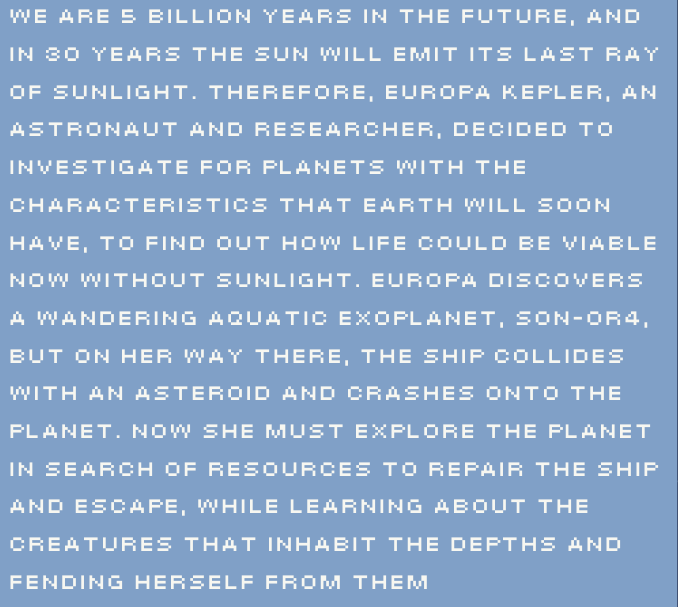 WE ARE 5 BILLION YEARS IN THE FUTURE, AND
IN 30 YEARS THE SUN WILL EMIT ITS LAST RAY
OF SUNLIGHT. THEREFORE, EUROPA KEPLER, AN
ASTRONAUT AND RESEARCHER, DECIDED TO
INVESTIGATE FOR PLANETS WITH THE
CHARACTERISTICS THAT EARTH WILL SOON
HAVE, TO FIND OUT HOW LIFE COULD BE VIABLE
NOW WITHOUT SUNLIGHT. EUROPA DISCOVERS
A WANDERING AQUATIC EXOPLANET, SON-OR4,
BUT ON HER WAY THERE, THE SHIP COLLIDES
WITH AN ASTEROID AND CRASHES ONTO THE
PLANET. NOW SHE MUST EXPLORE THE PLANET
IN SEARCH OF RESOURCES TO REPAIR THE SHIP
AND ESCAPE, WHILE LEARNING ABOUT THE
CREATURES THAT INHABIT THE DEPTHS AND
FENDING HERSELF FROM THEM